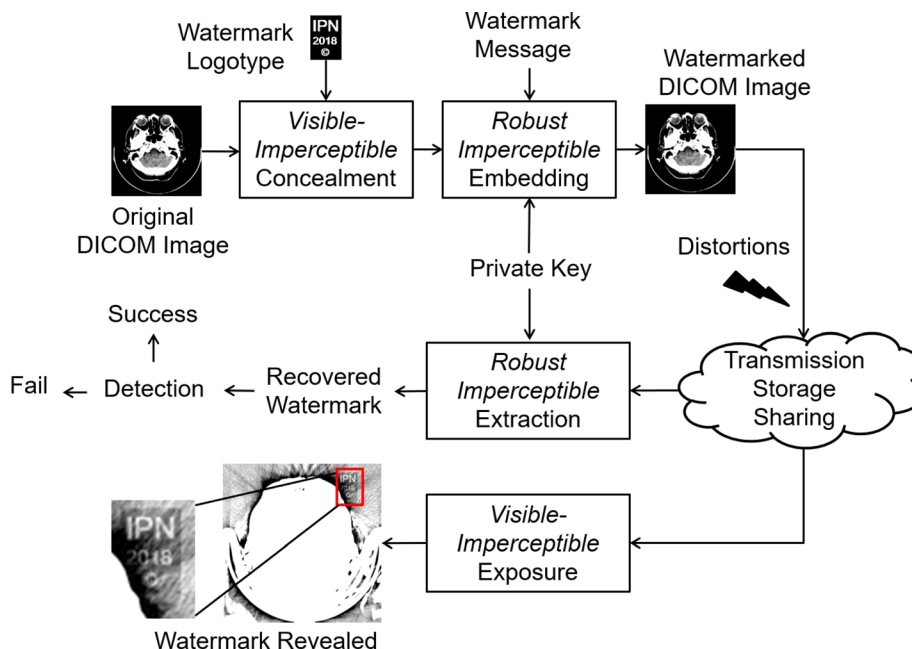 Watermark
Logotype
IPN
2018
©
Watermark
Message
Watermarked
DICOM Image
Visible-
Imperceptible
Concealment
Robust
Imperceptible
Embedding
Original
DICOM Image
Private Key
Distortions
Success
Fail
Detection
Recovered
Watermark
Robust
Imperceptible
Extraction
Transmission
Storage
Sharing
IPN
2018
©
IPN
2018
Visible-
Imperceptible
Exposure
Watermark Revealed